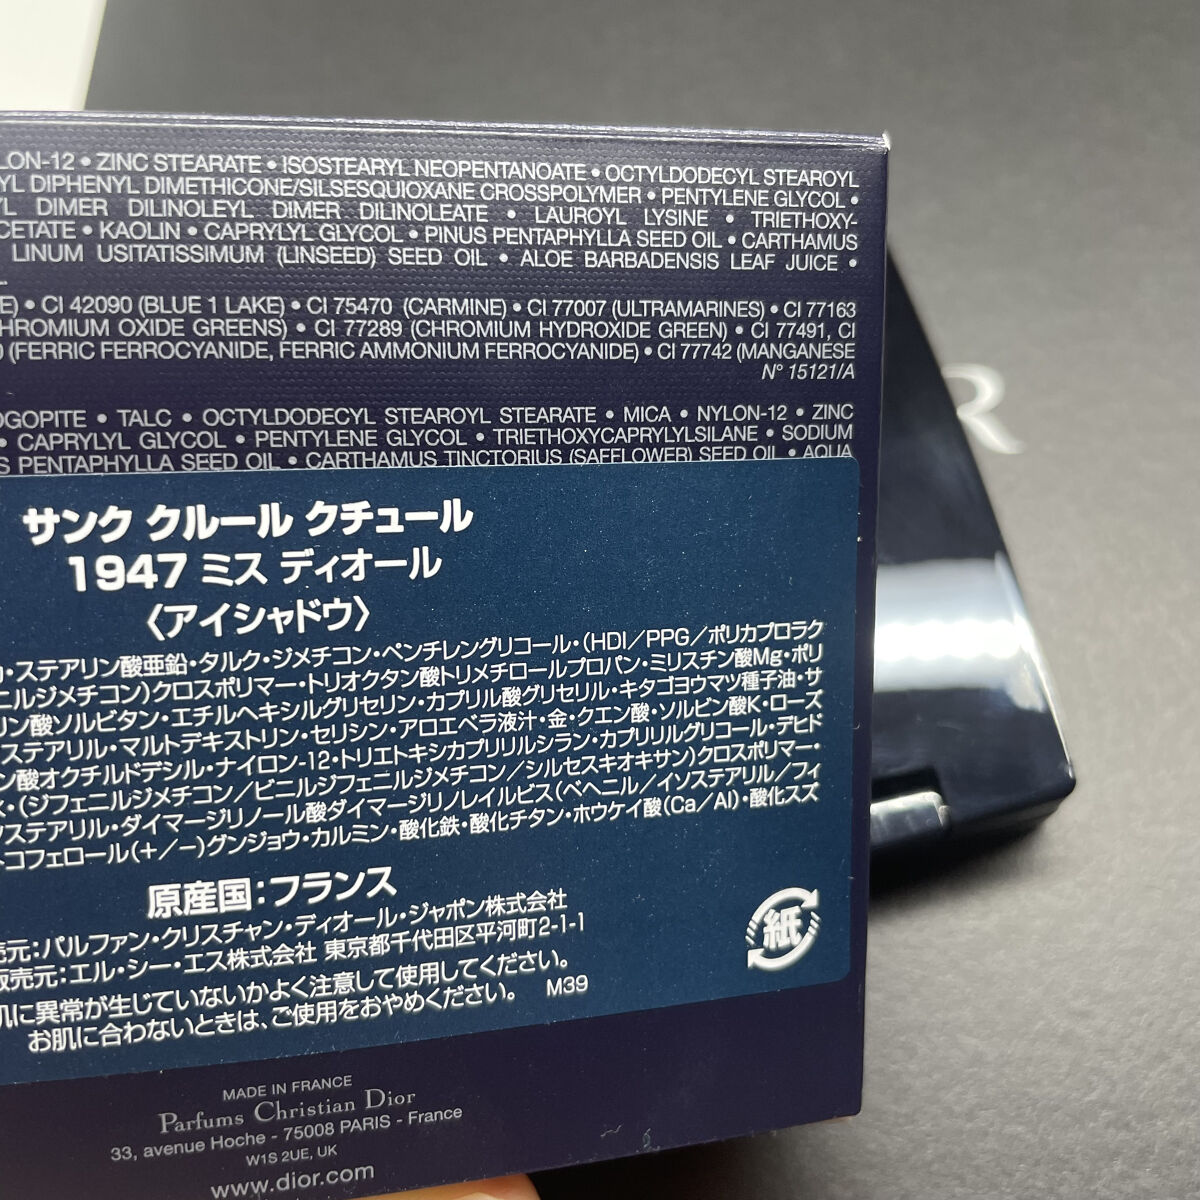 LON-12 • ZINC STEARATE • ISOSTEARYL NEOPENTANOATE • OCTYLDODECYL STEAROYL
YL DIPHENYL DIMETHICONE/SILSESQUIOXANE CROSSPOLYMER • PENTYLENE GLYCOL •
YL DIMER DILINOLEYL DIMER DILINOLEATE • LAUROYL LYSINE • TRIETHOXY-
CETATE • KAOLIN • CAPRYLYL GLYCOL • PINUS PENTAPHYLLA SEED OIL • CARTHAMUS
LINUM USITATISSIMUM (LINSEED) SEED OIL • ALOE BARBADENSIS LEAF JUICE •
E) • CI 42090 (BLUE 1 LAKE) • CI 75470 (CARMINE) • CI 77007 (ULTRAMARINES) • CI 77163
CHROMIUM OXIDE GREENS) • CI 77289 (CHROMIUM HYDROXIDE GREEN) • CI 77491, CI
0 (FERRIC FERROCYANIDE, FERRIC AMMONIUM FERROCYANIDE) • CI 77742 (MANGANESE
N° 15121/A
OGOPITE • TALC • OCTYLDODECYL STEAROYL STEARATE • MICA • NYLON-12 • ZINC
• CAPRYLYL GLYCOL • PENTYLENE GLYCOL • TRIETHOXYCAPRYLYLSILANE • SODIUM
S PENTAPHYLLA SEED OIL • CARTHAMUS TINCTORIUS (SAFFLOWER) SEED OIL • AQUA
サンク クルール クチュール
1947 ミス ディオール
〈アイシャドウ〉
カ・ステアリン酸亜鉛・タルク・ジメチコン・ペンチレングリコール・(HDI/PPG/ポリカプロラク
ニルジメチコン)クロスポリマー・トリオクタン酸トリメチロールプロパン・ミリスチン酸Mg・ポリ
リン酸ソルビタン・エチルヘキシルグリセリン・カプリル酸グリセリル・キタゴヨウマツ種子油・サ
ステアリル・マルトデキストリン・セリシン・アロエベラ液汁・金・クエン酸・ソルビン酸K・ローズ
ン酸オクチルドデシル・ナイロン-12・トリエトキシカプリリルシラン・カプリリルグリコール・デヒド
K・(ジフェニルジメチコン/ビニルジフェニルジメチコン/シルセスキオキサン)クロスポリマー・
ステアリル・ダイマージリノール酸ダイマージリノレイルビス(ベヘニル/イソステアリル/フィ
トコフェロール(+/−)グンジョウ・カルミン・酸化鉄・酸化チタン・ホウケイ酸(Ca/Al)・酸化スズ
原産国:フランス
売元:パルファン・クリスチャン・ディオール・ジャポン株式会社
販売元:エル・シー・エス株式会社 東京都千代田区平河町2-1-1
肌に異常が生じていないかよく注意して使用してください。
お肌に合わないときは、ご使用をおやめください。 M39
紙
MADE IN FRANCE
Parfums Christian Dior
33, avenue Hoche - 75008 PARIS - France
W1S 2UE, UK
www.dior.com
R